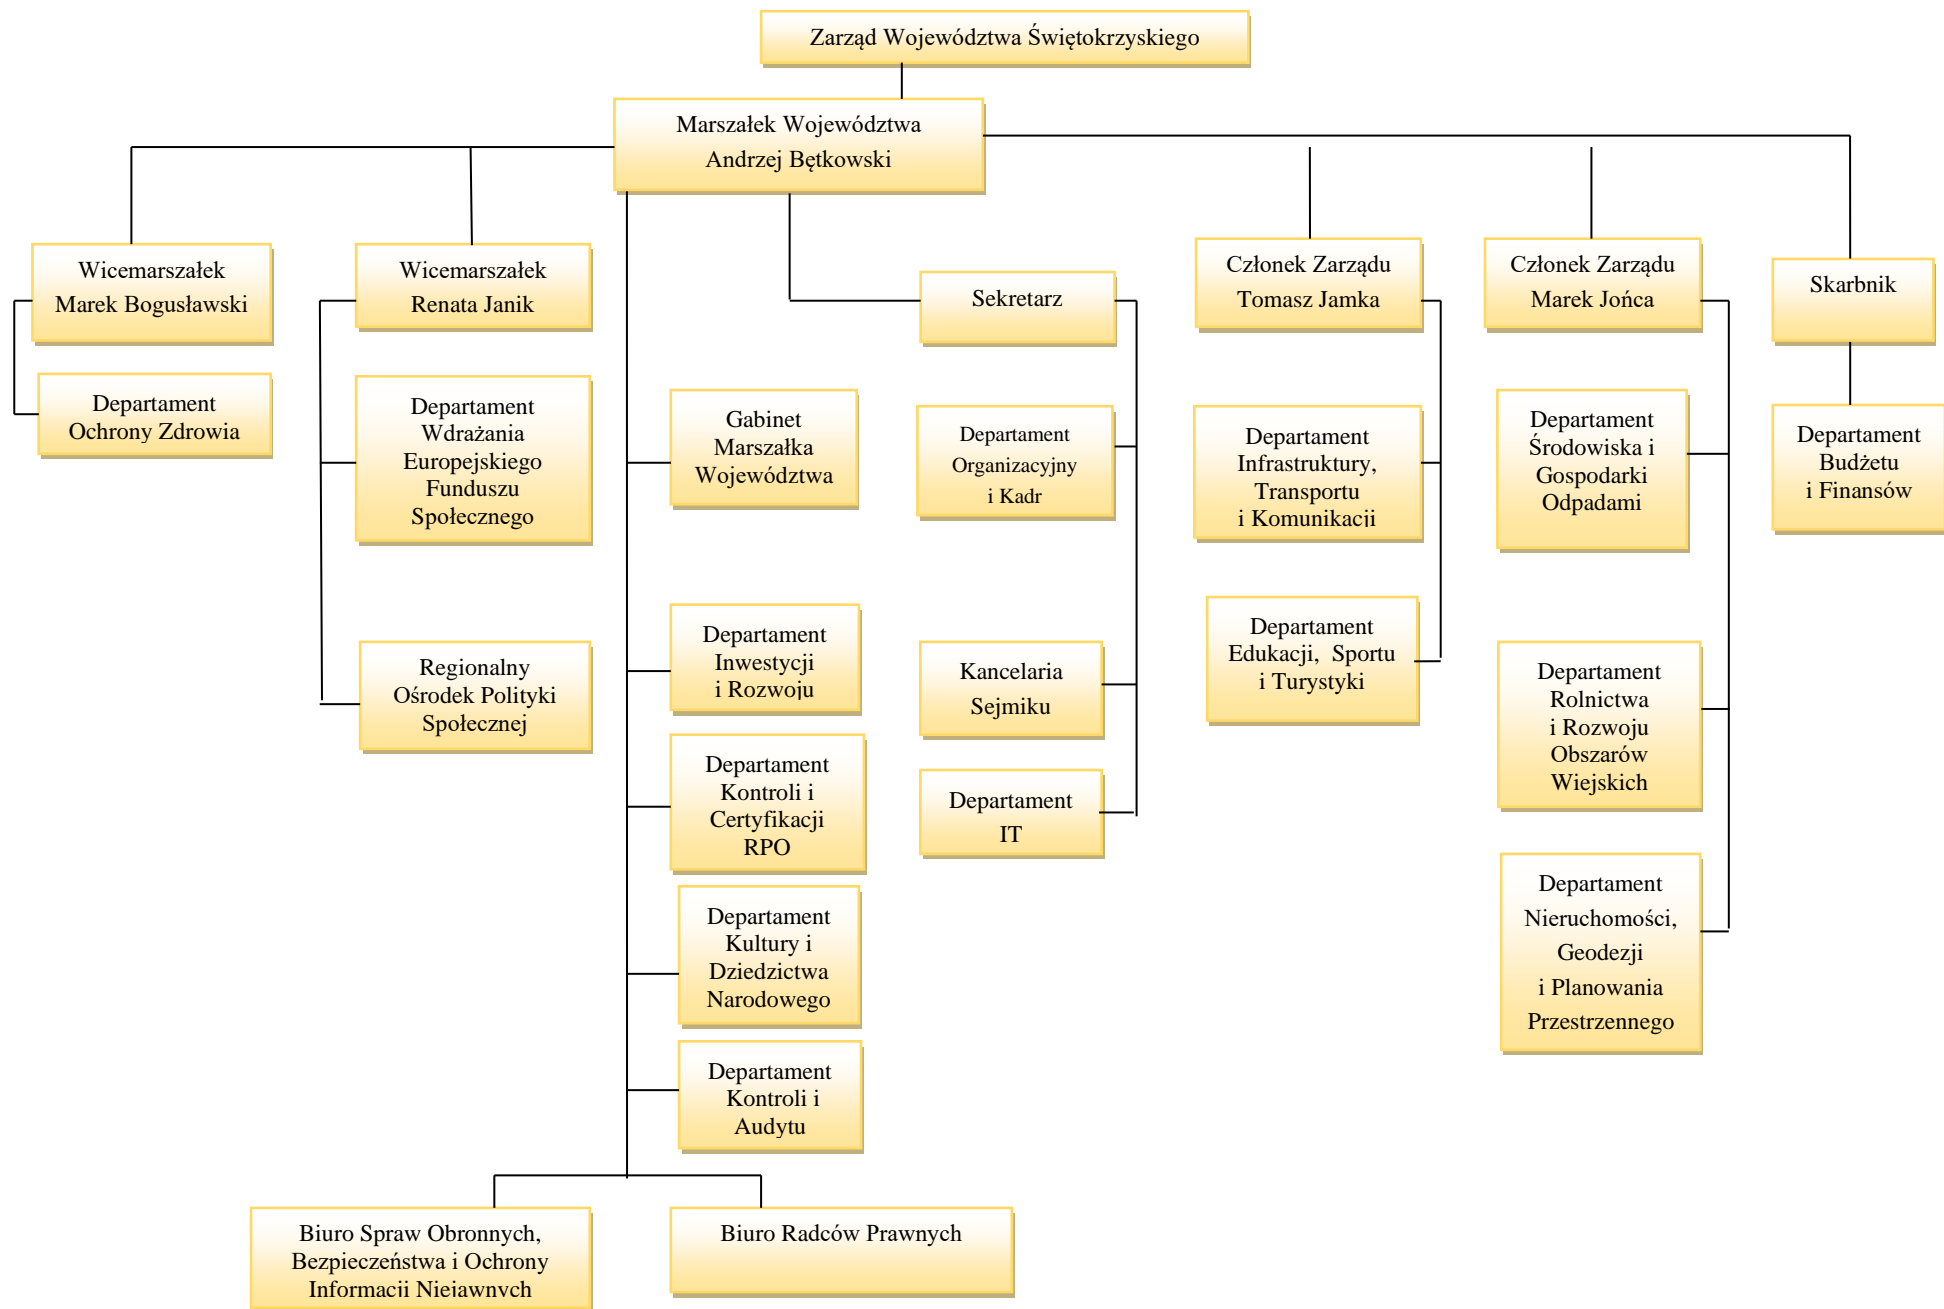 Zarząd Województwa Świętokrzyskiego
Marszałek Województwa
Andrzej Bętkowski
Wicemarszałek
Marek Bogusławski
Departament
Ochrony Zdrowia
Wicemarszałek
Renata Janik
Departament
Wdrażania
Europejskiego
Funduszu
Społecznego
Regionalny
Ośrodek Polityki
Społecznej
Gabinet
Marszałka
Województwa
Departament
Inwestycji
i Rozwoju
Departament
Kontroli i
Certyfikacji
RPO
Departament
Kultury i
Dziedzictwa
Narodowego
Departament
Kontroli i
Audytu
Biuro Spraw Obronnych,
Bezpieczeństwa i Ochrony
Informacji Niejawnych
Biuro Radców Prawnych
Sekretarz
Departament
Organizacyjny
i Kadr
Kancelaria
Sejmiku
Departament
IT
Członek Zarządu
Tomasz Jamka
Departament
Infrastruktury,
Transportu
i Komunikacji
Departament
Edukacji, Sportu
i Turystyki
Członek Zarządu
Marek Jońca
Departament
Środowiska i
Gospodarki
Odpadami
Departament
Rolnictwa
i Rozwoju
Obszarów
Wiejskich
Departament
Nieruchomości,
Geodezji
i Planowania
Przestrzennego
Skarbnik
Departament
Budżetu
i Finansów